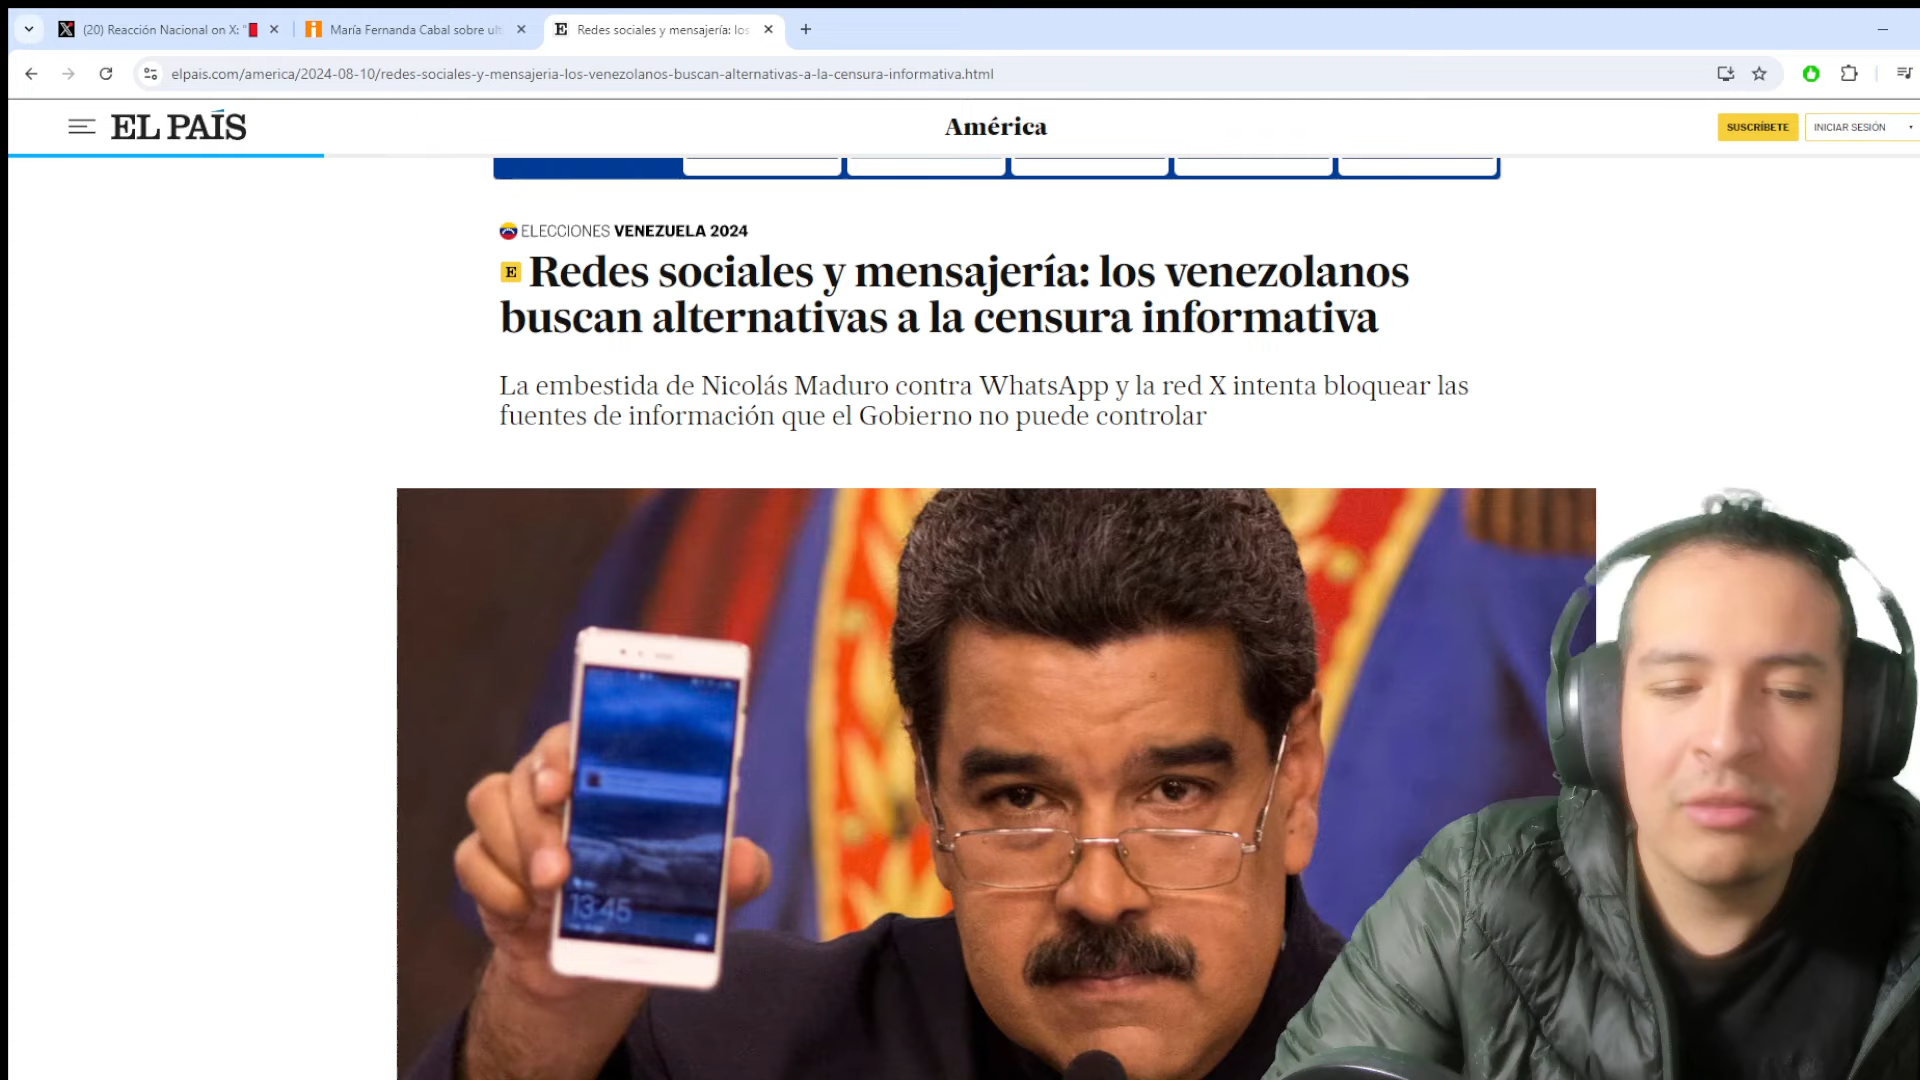 (20) Reacción Nacional on X: "
María Fernanda Cabal sobre ult
Redes sociales y mensajería: los
elpais.com/america/2024-08-10/redes-sociales-y-mensajeria-los-venezolanos-buscan-alternativas-a-la-censura-informativa.html
EL PAÍS
América
SUSCRÍBETE
INICIAR SESIÓN
ELECCIONES VENEZUELA 2024
E Redes sociales y mensajería: los venezolanos
buscan alternativas a la censura informativa
La embestida de Nicolás Maduro contra WhatsApp y la red X intenta bloquear las
fuentes de información que el Gobierno no puede controlar
13:45